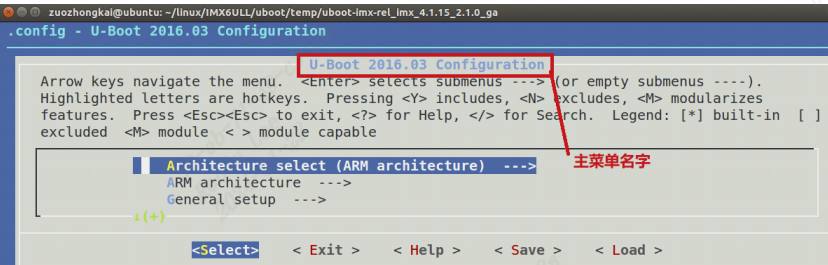 zuozhongkai@ubuntu: ~/linux/IMX6ULL/uboot/temp/uboot-imx-rel_imx_4.1.15_2.1.0_ga
.config - U-Boot 2016.03 Configuration
U-Boot 2016.03 Configuration
Arrow keys navigate the menu. <Enter> selects submenus ---> (or empty submenus ----).
Highlighted letters are hotkeys. Pressing <Y> includes, <N> excludes, <M> modularizes
features. Press <Esc><Esc> to exit, <?> for Help, </> for Search. Legend: [*] built-in [ ]
excluded <M> module < > module capable
Architecture select (ARM architecture) --->
主菜单名字
ARM architecture --->
General setup --->
↓(+)
<Select> < Exit > < Help > < Save > < Load >